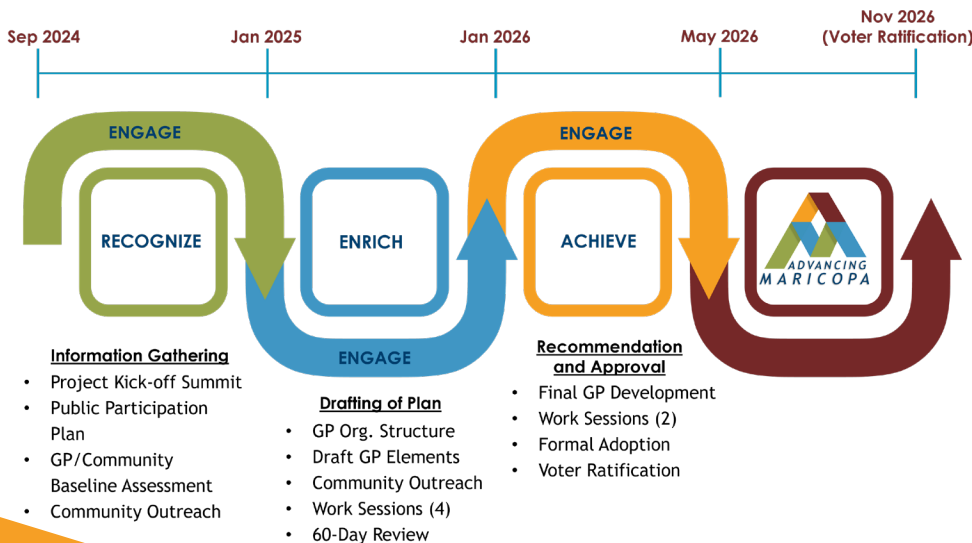 Sep 2024
Jan 2025
Jan 2026
May 2026
Nov 2026
(Voter Ratification)
ENGAGE
ENGAGE
RECOGNIZE
ENRICH
ACHIEVE
ADVANCING
MARICOPA
ENGAGE
Information Gathering
• Project Kick-off Summit
• Public Participation
Plan
• GP/Community
Baseline Assessment
• Community Outreach
Drafting of Plan
• GP Org. Structure
• Draft GP Elements
• Community Outreach
• Work Sessions (4)
• 60-Day Review
Recommendation
and Approval
• Final GP Development
• Work Sessions (2)
• Formal Adoption
• Voter Ratification